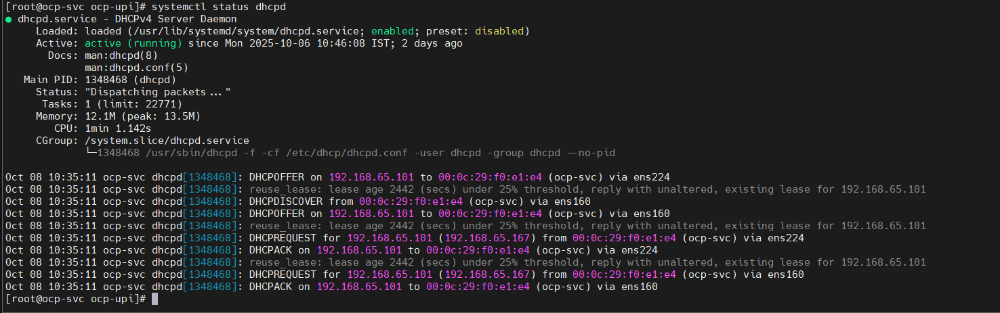 [root@ocp-svc ocp-upi]# systemctl status dhcpd
● dhcpd.service - DHCPv4 Server Daemon
     Loaded: loaded (/usr/lib/systemd/system/dhcpd.service; enabled; preset: disabled)
     Active: active (running) since Mon 2025-10-06 10:46:08 IST; 2 days ago
       Docs: man:dhcpd(8)
             man:dhcpd.conf(5)
   Main PID: 1348468 (dhcpd)
     Status: "Dispatching packets..."
      Tasks: 1 (limit: 22771)
     Memory: 12.1M (peak: 13.5M)
        CPU: 1min 1.142s
     CGroup: /system.slice/dhcpd.service
             └─1348468 /usr/sbin/dhcpd -f -cf /etc/dhcp/dhcpd.conf -user dhcpd -group dhcpd --no-pid

Oct 08 10:35:11 ocp-svc dhcpd[1348468]: DHCPOFFER on 192.168.65.101 to 00:0c:29:f0:e1:e4 (ocp-svc) via ens224
Oct 08 10:35:11 ocp-svc dhcpd[1348468]: reuse_lease: lease age 2442 (secs) under 25% threshold, reply with unaltered, existing lease for 192.168.65.101
Oct 08 10:35:11 ocp-svc dhcpd[1348468]: DHCPDISCOVER from 00:0c:29:f0:e1:e4 (ocp-svc) via ens160
Oct 08 10:35:11 ocp-svc dhcpd[1348468]: DHCPOFFER on 192.168.65.101 to 00:0c:29:f0:e1:e4 (ocp-svc) via ens160
Oct 08 10:35:11 ocp-svc dhcpd[1348468]: reuse_lease: lease age 2442 (secs) under 25% threshold, reply with unaltered, existing lease for 192.168.65.101
Oct 08 10:35:11 ocp-svc dhcpd[1348468]: DHCPREQUEST for 192.168.65.101 (192.168.65.167) from 00:0c:29:f0:e1:e4 (ocp-svc) via ens224
Oct 08 10:35:11 ocp-svc dhcpd[1348468]: DHCPACK on 192.168.65.101 to 00:0c:29:f0:e1:e4 (ocp-svc) via ens224
Oct 08 10:35:11 ocp-svc dhcpd[1348468]: reuse_lease: lease age 2442 (secs) under 25% threshold, reply with unaltered, existing lease for 192.168.65.101
Oct 08 10:35:11 ocp-svc dhcpd[1348468]: DHCPREQUEST for 192.168.65.101 (192.168.65.167) from 00:0c:29:f0:e1:e4 (ocp-svc) via ens160
Oct 08 10:35:11 ocp-svc dhcpd[1348468]: DHCPACK on 192.168.65.101 to 00:0c:29:f0:e1:e4 (ocp-svc) via ens160
[root@ocp-svc ocp-upi]#